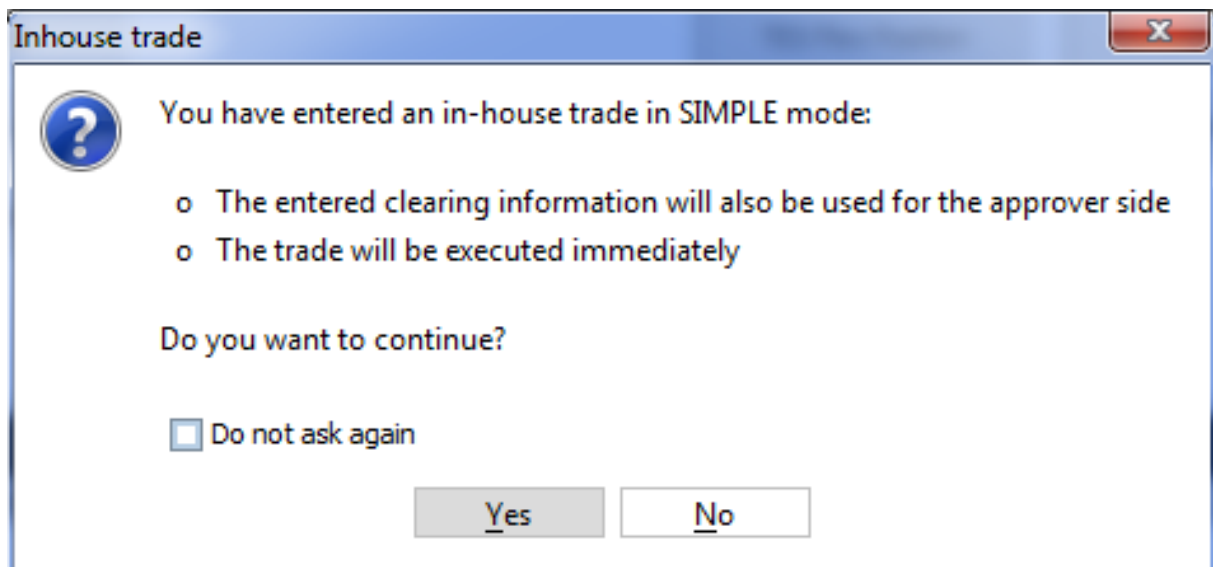 Inhouse trade
You have entered an in-house trade in SIMPLE mode:
o The entered clearing information will also be used for the approver side
o The trade will be executed immediately
Do you want to continue?
Do not ask again
Yes No